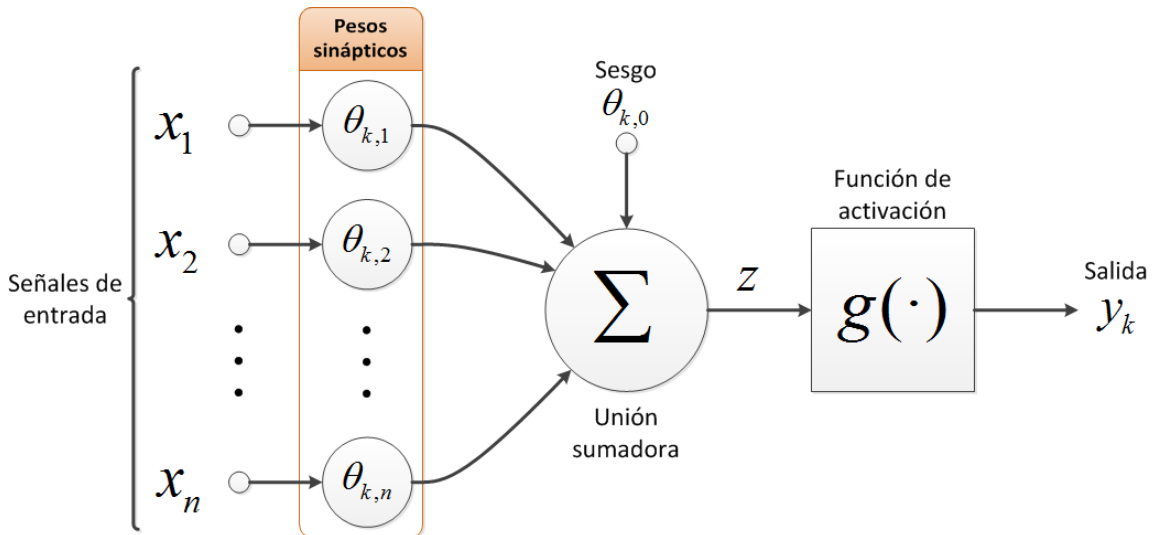 Pesos
sinápticos
Señales de
entrada
x₁
x₂
xₙ
θₖ,₁
θₖ,₂
θₖ,ₙ
Sesgo
θₖ,₀
∑
Unión
sumadora
z
Función de
activación
g(·)
Salida
yₖ